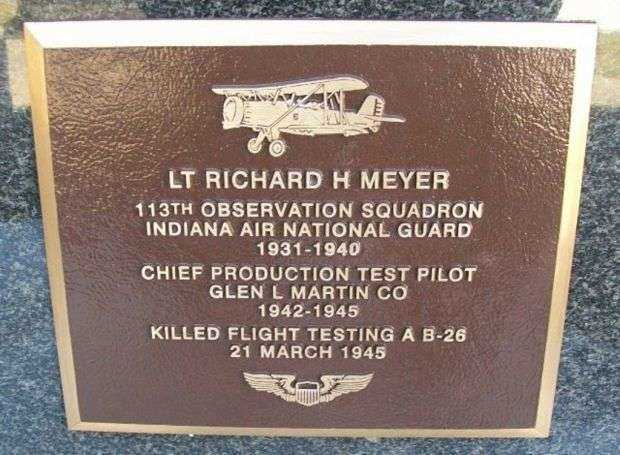 LT RICHARD H MEYER
113TH OBSERVATION SQUADRON
INDIANA AIR NATIONAL GUARD
1931-1940
CHIEF PRODUCTION TEST PILOT
GLEN L MARTIN CO
1942-1945
KILLED FLIGHT TESTING A B-26
21 MARCH 1945